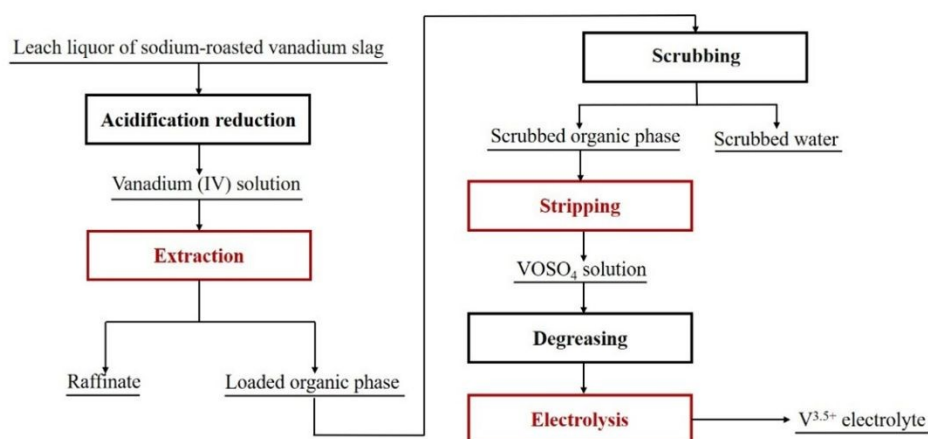 Leach liquor of sodium-roasted vanadium slag
Acidification reduction
Vanadium (IV) solution
Extraction
Raffinate
Loaded organic phase
Scrubbing
Scrubbed organic phase
Scrubbed water
Stripping
VOSO₄ solution
Degreasing
Electrolysis
V³·⁵⁺ electrolyte